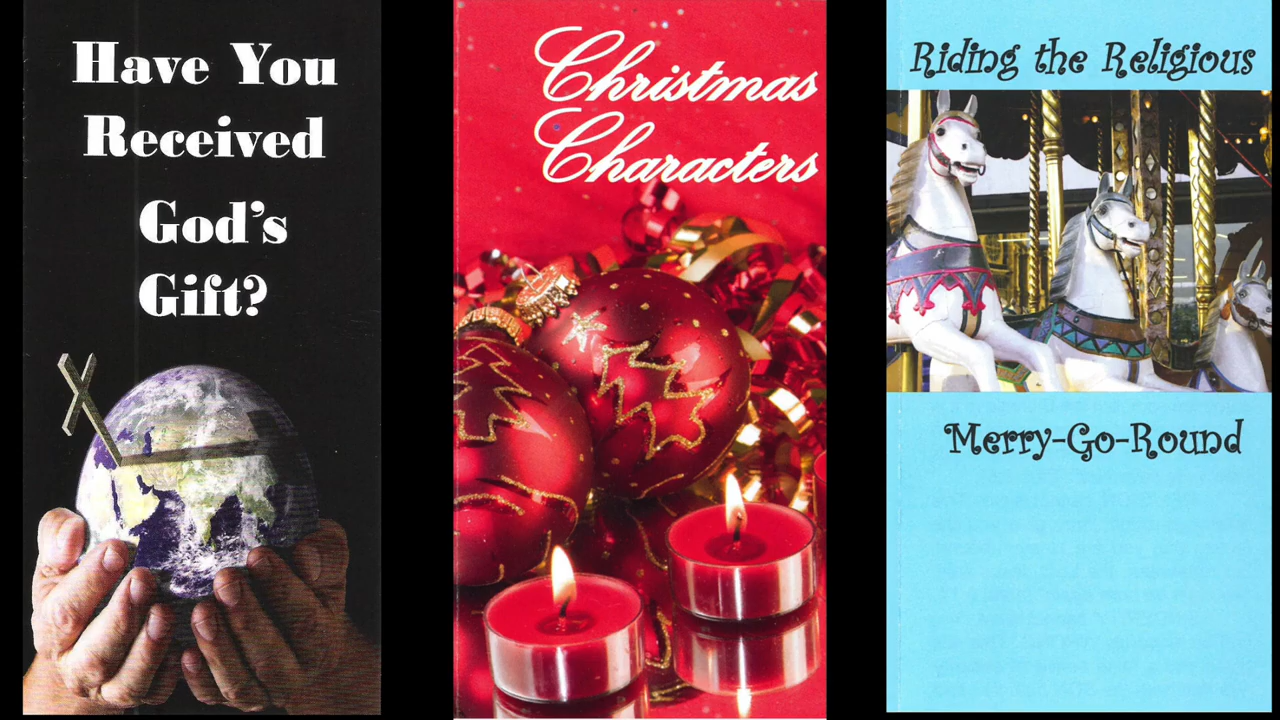 Have You
Received
God's
Gift?
Christmas
Characters
Riding the Religious
Merry-Go-Round